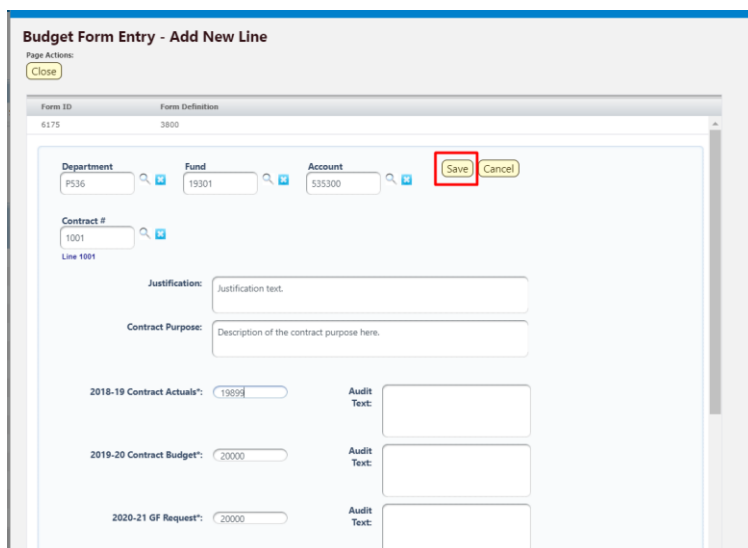 Budget Form Entry - Add New Line
Page Actions:
Close
Form ID Form Definition
6175 3800
Department Fund Account
P536 19301 535300 Save Cancel
Contract #
1001
Line 1001
Justification: Justification text.
Contract Purpose: Description of the contract purpose here.
2018-19 Contract Actuals*: 19899 Audit Text:
2019-20 Contract Budget*: 20000 Audit Text:
2020-21 GF Request*: 20000 Audit Text: